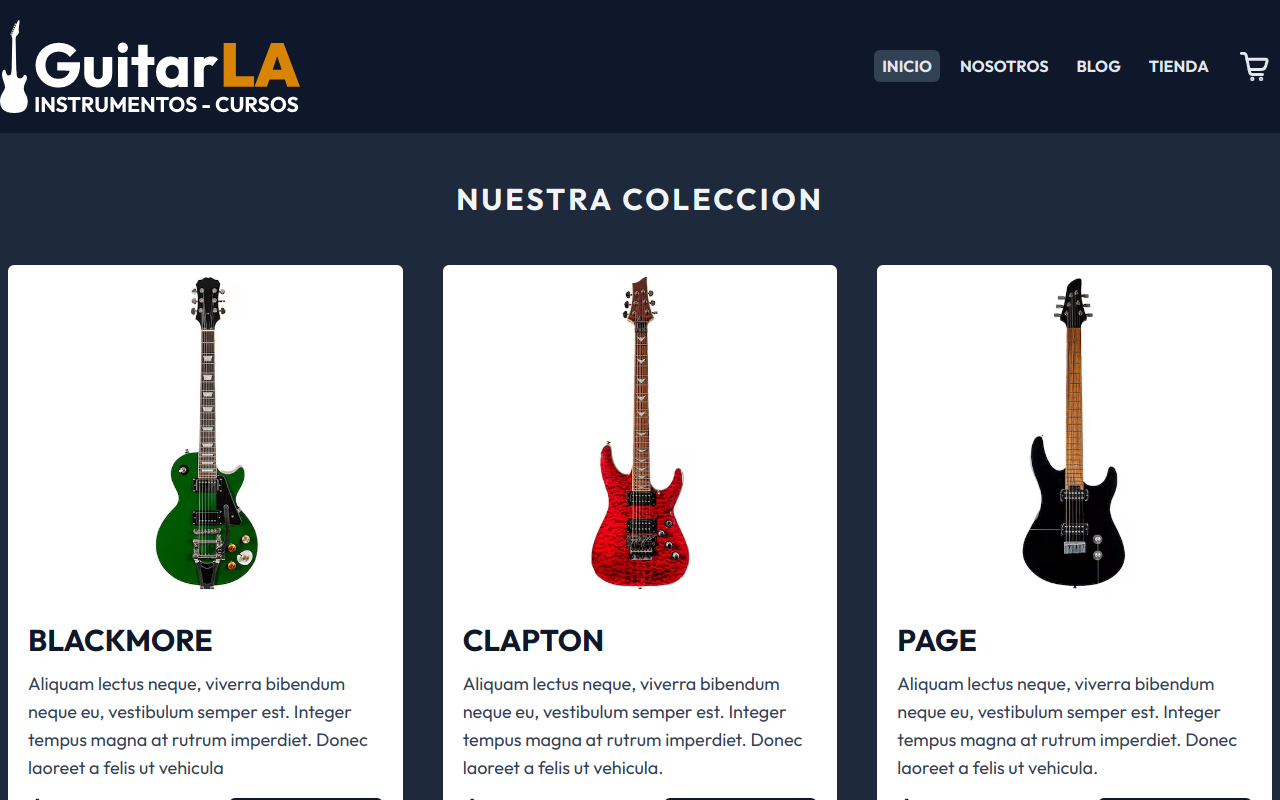 GuitarLA
INSTRUMENTOS - CURSOS
INICIO NOSOTROS BLOG TIENDA
NUESTRA COLECCION
BLACKMORE
Aliquam lectus neque, viverra bibendum
neque eu, vestibulum semper est. Integer
tempus magna at rutrum imperdiet. Donec
laoreet a felis ut vehicula
CLAPTON
Aliquam lectus neque, viverra bibendum
neque eu, vestibulum semper est. Integer
tempus magna at rutrum imperdiet. Donec
laoreet a felis ut vehicula.
PAGE
Aliquam lectus neque, viverra bibendum
neque eu, vestibulum semper est. Integer
tempus magna at rutrum imperdiet. Donec
laoreet a felis ut vehicula.